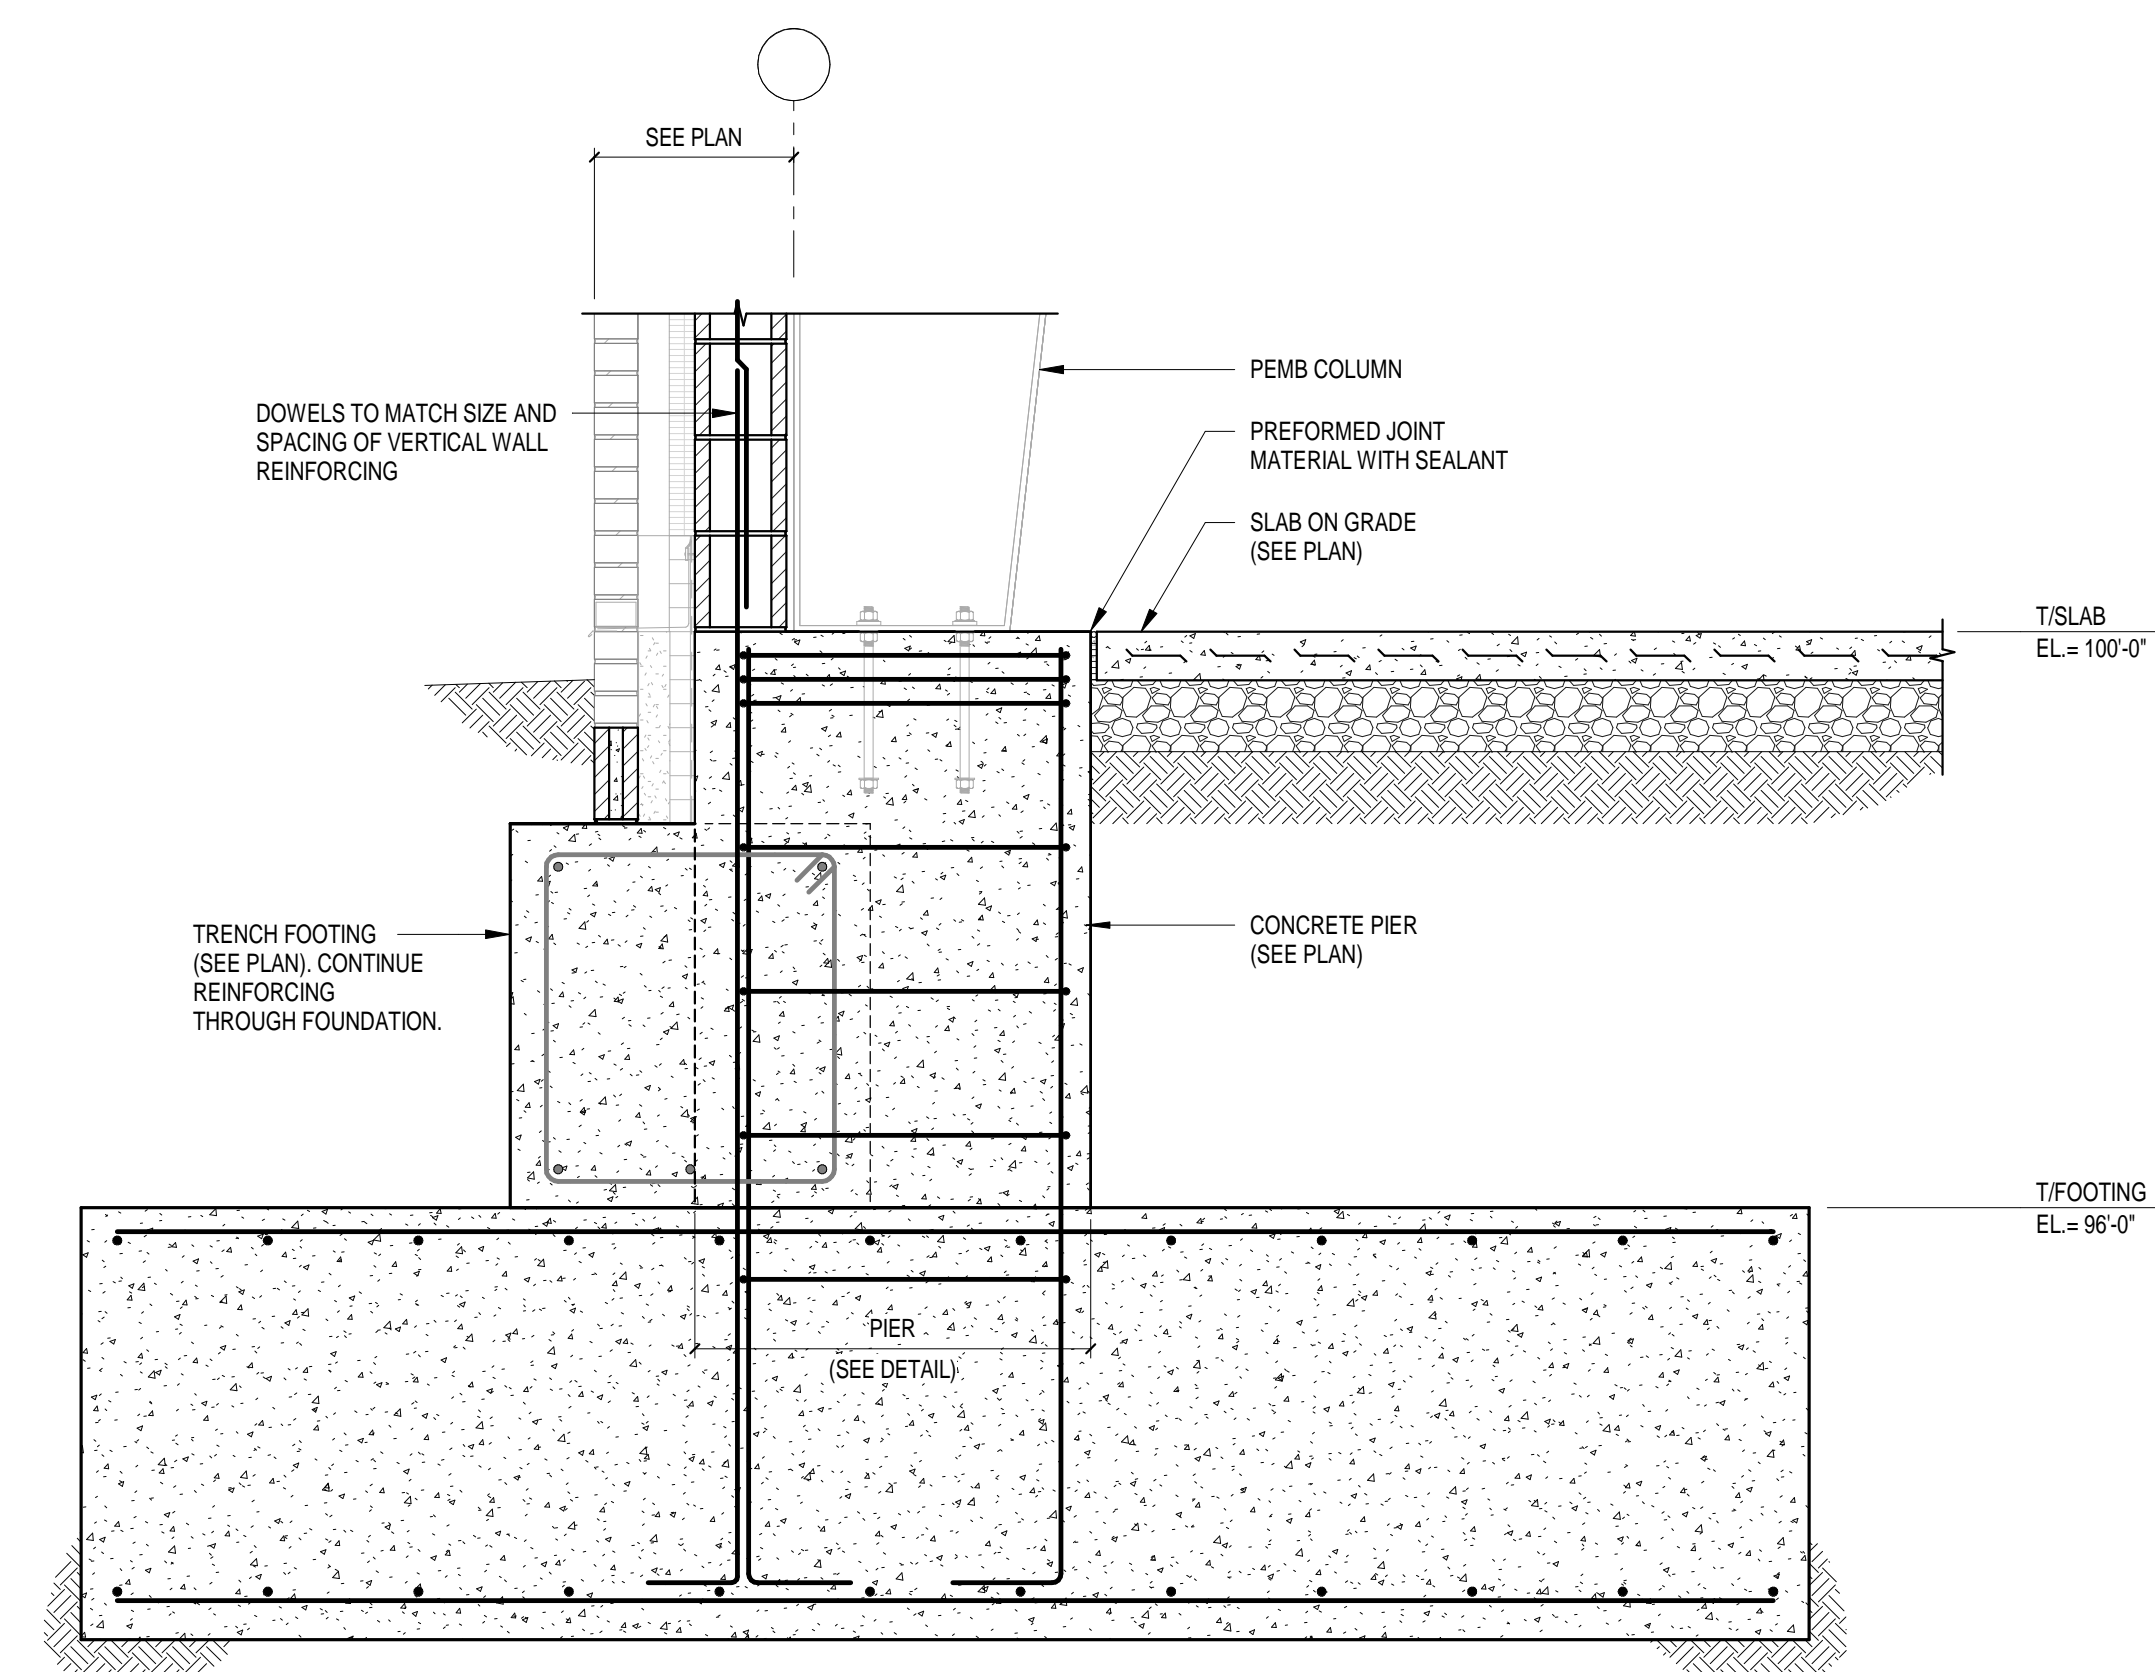 SEE PLAN
DOWELS TO MATCH SIZE AND
SPACING OF VERTICAL WALL
REINFORCING
PEMB COLUMN
PREFORMED JOINT
MATERIAL WITH SEALANT
SLAB ON GRADE
(SEE PLAN)
T/SLAB
EL.= 100'-0"
TRENCH FOOTING
(SEE PLAN). CONTINUE
REINFORCING
THROUGH FOUNDATION.
CONCRETE PIER
(SEE PLAN)
T/FOOTING
EL.= 96'-0"
PIER
(SEE DETAIL)